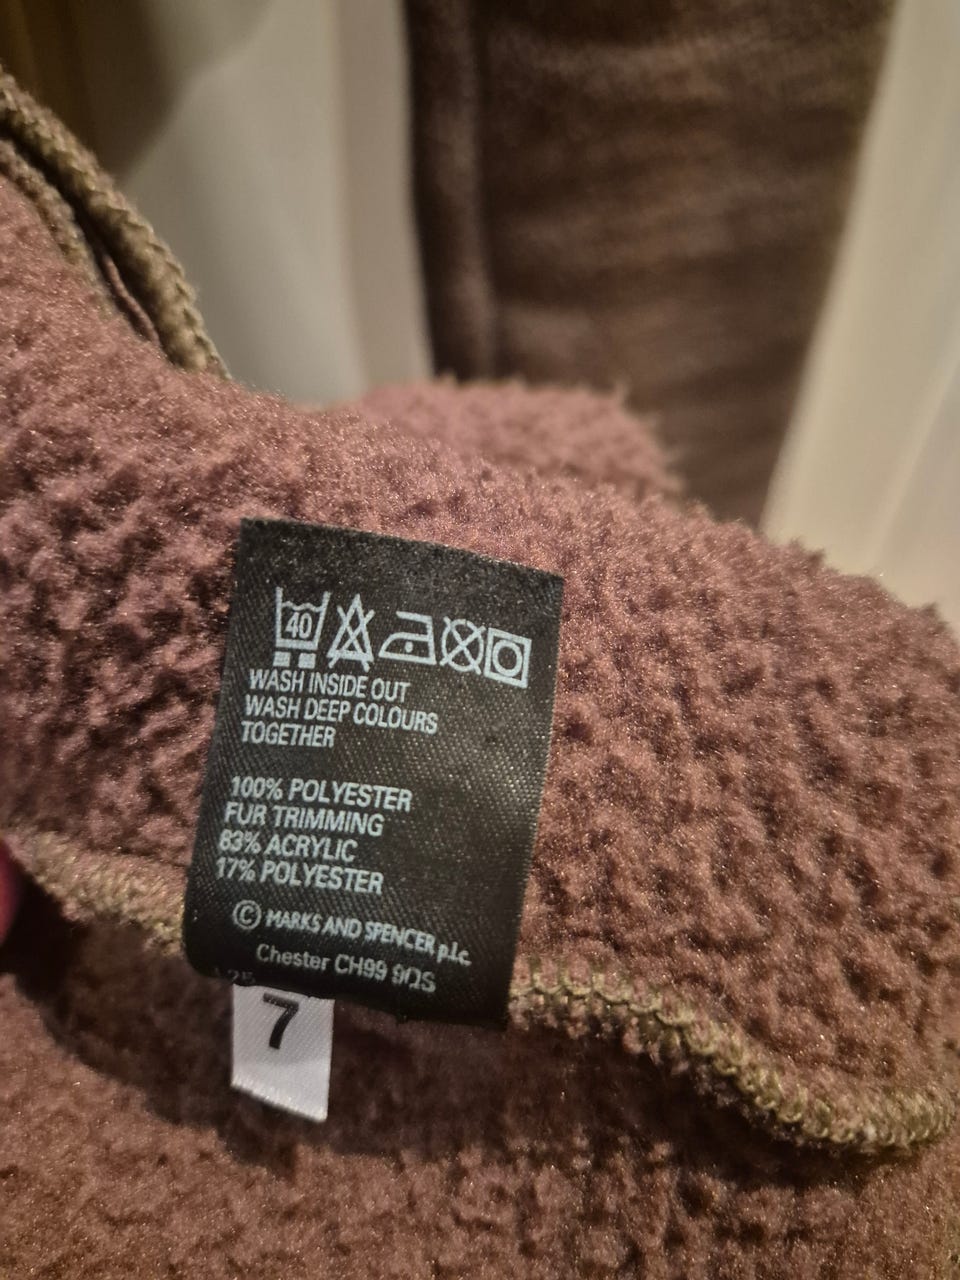 40
WASH INSIDE OUT
WASH DEEP COLOURS
TOGETHER
100% POLYESTER
FUR TRIMMING
83% ACRYLIC
17% POLYESTER
© MARKS AND SPENCER p.l.c.
Chester CH99 9QS
7